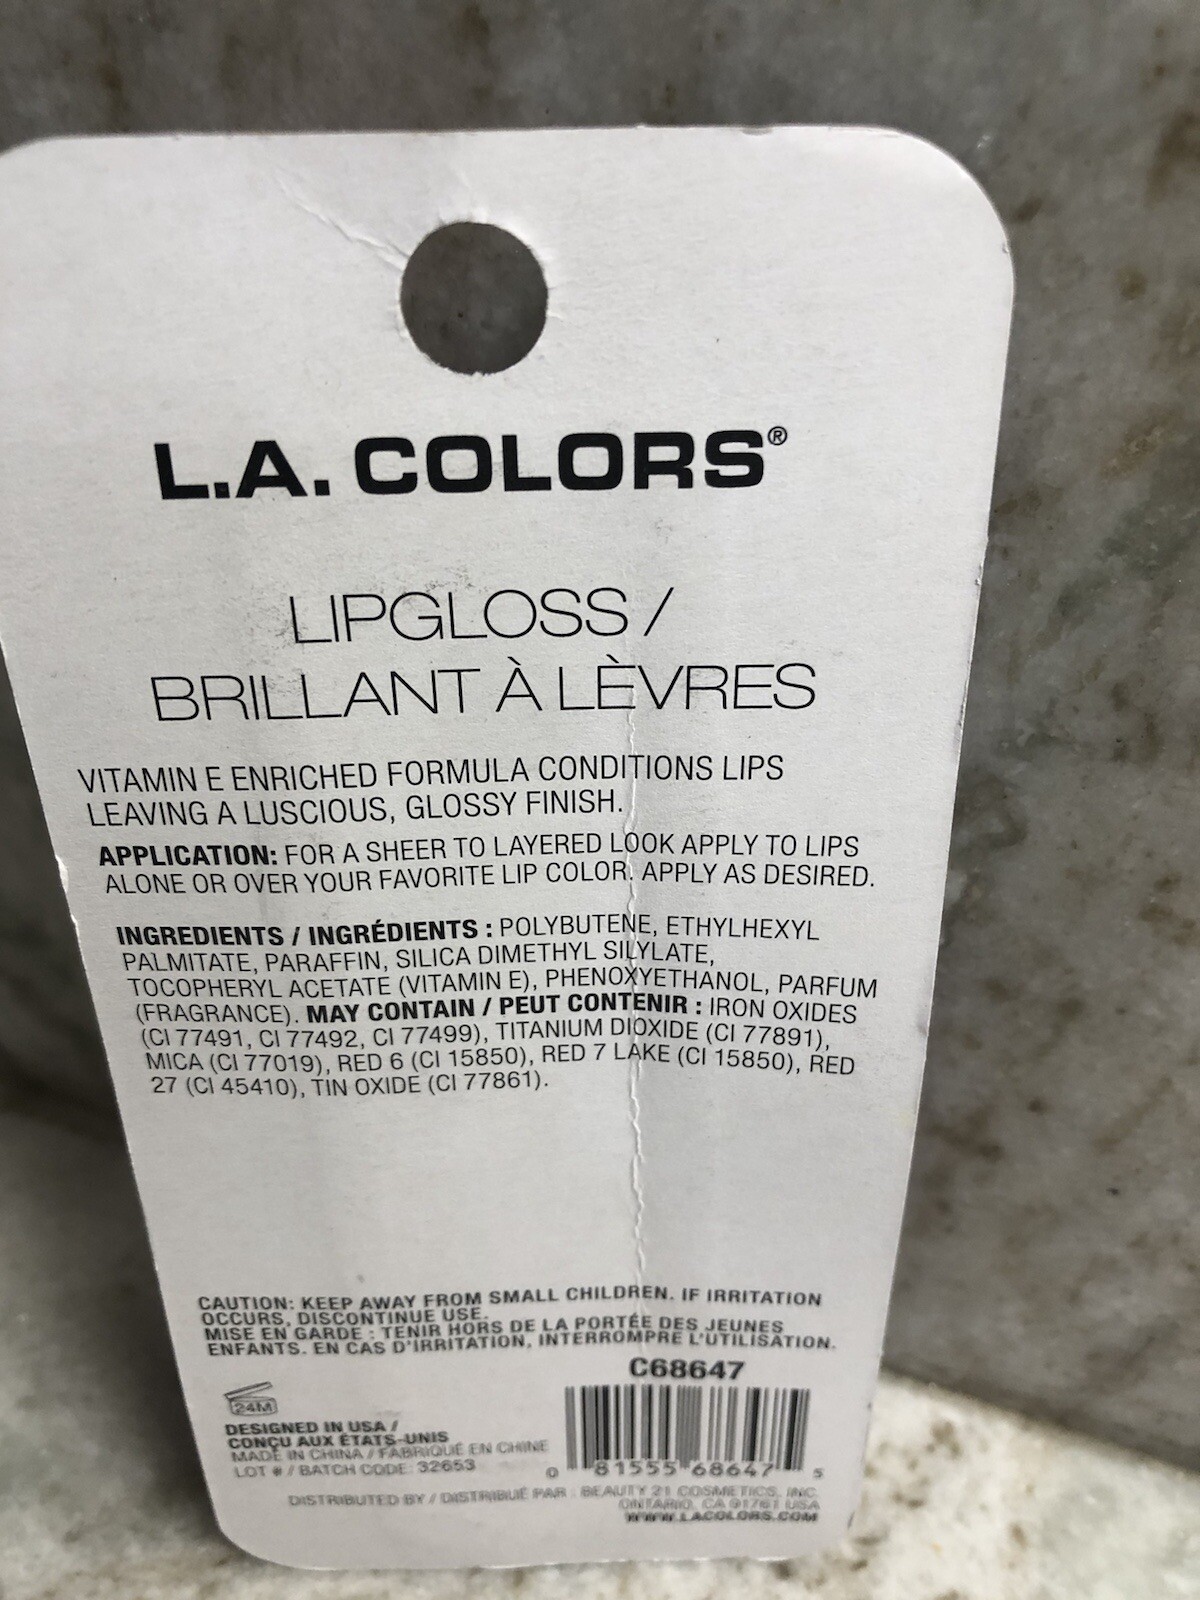 L.A. COLORS®
LIPGLOSS /
BRILLANT À LÈVRES
VITAMIN E ENRICHED FORMULA CONDITIONS LIPS
LEAVING A LUSCIOUS, GLOSSY FINISH.
APPLICATION: FOR A SHEER TO LAYERED LOOK APPLY TO LIPS
ALONE OR OVER YOUR FAVORITE LIP COLOR. APPLY AS DESIRED.
INGREDIENTS / INGRÉDIENTS : POLYBUTENE, ETHYLHEXYL
PALMITATE, PARAFFIN, SILICA DIMETHYL SILYLATE,
TOCOPHERYL ACETATE (VITAMIN E), PHENOXYETHANOL, PARFUM
(FRAGRANCE). MAY CONTAIN / PEUT CONTENIR : IRON OXIDES
(CI 77491, CI 77492, CI 77499), TITANIUM DIOXIDE (CI 77891),
MICA (CI 77019), RED 6 (CI 15850), RED 7 LAKE (CI 15850), RED
27 (CI 45410), TIN OXIDE (CI 77861).
CAUTION: KEEP AWAY FROM SMALL CHILDREN. IF IRRITATION
OCCURS, DISCONTINUE USE.
MISE EN GARDE : TENIR HORS DE LA PORTÉE DES JEUNES
ENFANTS. EN CAS D'IRRITATION, INTERROMPRE L'UTILISATION.
C68647
24M
DESIGNED IN USA /
CONÇU AUX ÉTATS-UNIS
MADE IN CHINA / FABRIQUÉ EN CHINE
LOT # / BATCH CODE: 32653
0 81555 68647 5
DISTRIBUTED BY / DISTRIBUÉ PAR : BEAUTY 21 COSMETICS, INC.
ONTARIO, CA 91761 USA
WWW.LACOLORS.COM